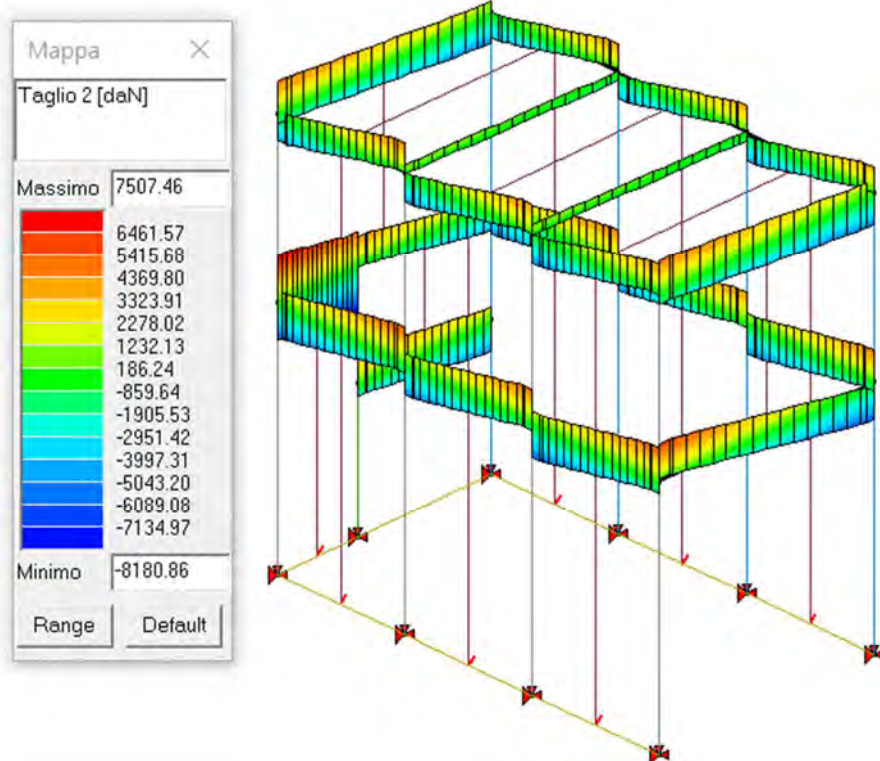 Mappa
Taglio 2 [daN]
Massimo 7507.46
6461.57
5415.68
4369.80
3323.91
2278.02
1232.13
186.24
-859.64
-1905.53
-2951.42
-3997.31
-5043.20
-6089.08
-7134.97
Minimo -8180.86
Range Default